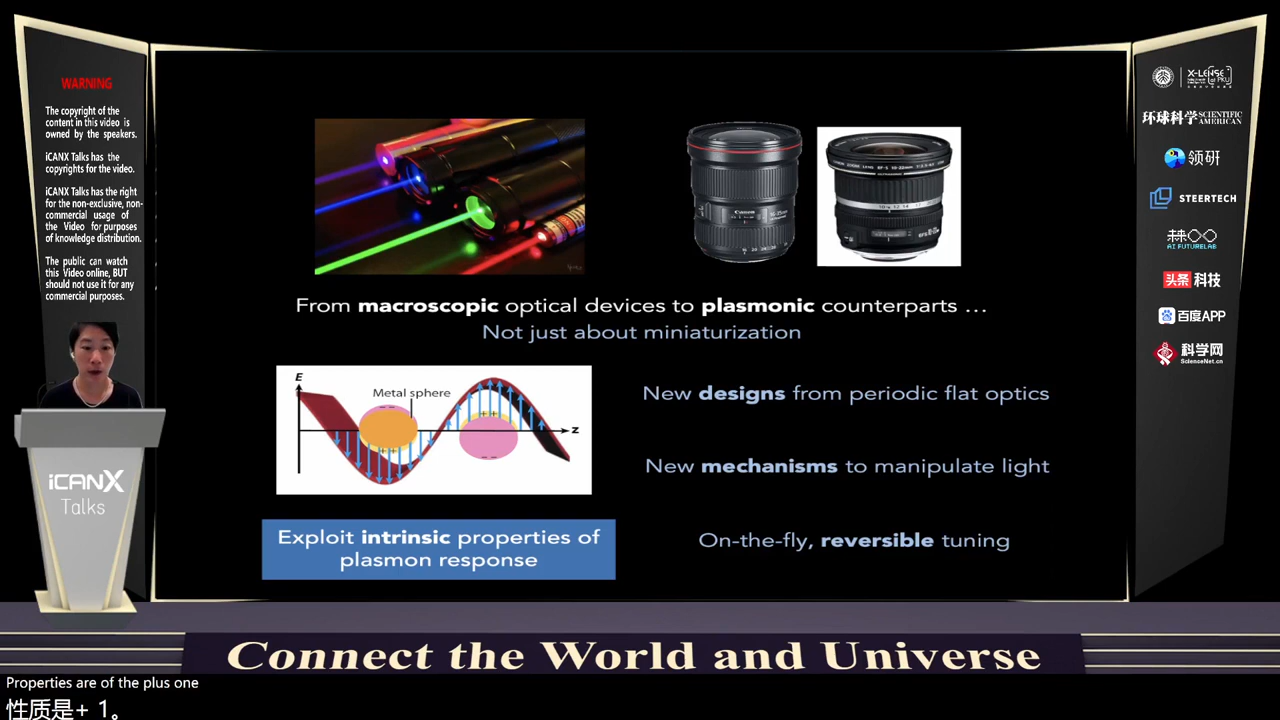 WARNING
The copyright of the
content in this video is
owned by the speakers.
iCANX Talks has the
copyrights for the video.
iCANX Talks has the right
for the non-exclusive, non-
commercial usage of
the Video for purposes
of knowledge distribution.
The public can watch
this Video online, BUT
should not use it for any
commercial purposes.
iCANX
Talks
From macroscopic optical devices to plasmonic counterparts ...
Not just about miniaturization
E
Metal sphere
z
New designs from periodic flat optics
New mechanisms to manipulate light
Exploit intrinsic properties of
plasmon response
On-the-fly, reversible tuning
Canon
X-LENSE
at PKU
环球科学 SCIENTIFIC
AMERICAN
领研
STEERTECH
AI FUTURELAB
头条 科技
百度APP
科学网
ScienceNet.cn
Connect the World and Universe
Properties are of the plus one
性质是+ 1。